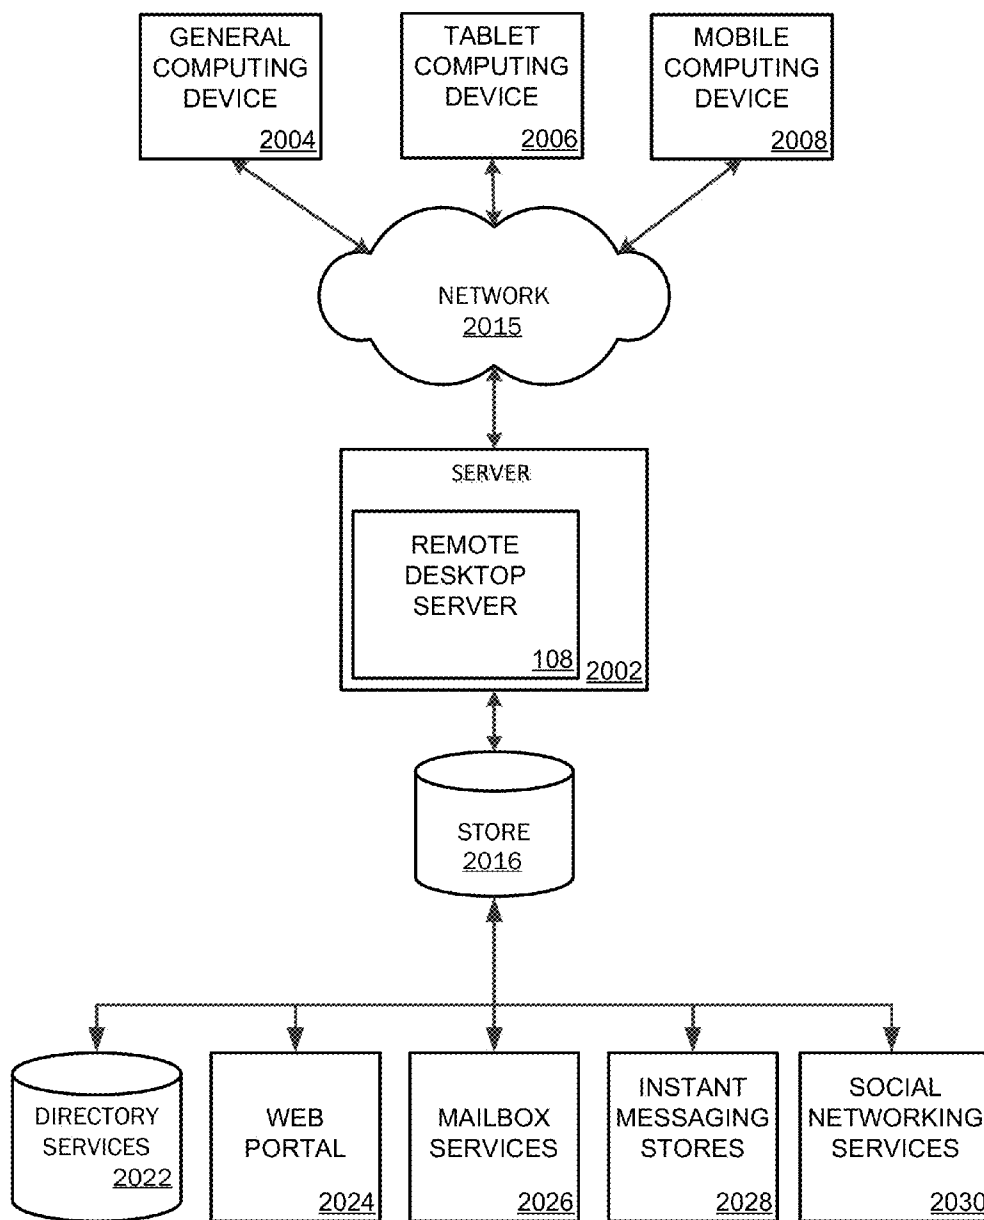 GENERAL
COMPUTING
DEVICE
2004
TABLET
COMPUTING
DEVICE
2006
MOBILE
COMPUTING
DEVICE
2008
NETWORK
2015
SERVER
REMOTE
DESKTOP
SERVER
108
2002
STORE
2016
DIRECTORY
SERVICES
2022
WEB
PORTAL
2024
MAILBOX
SERVICES
2026
INSTANT
MESSAGING
STORES
2028
SOCIAL
NETWORKING
SERVICES
2030